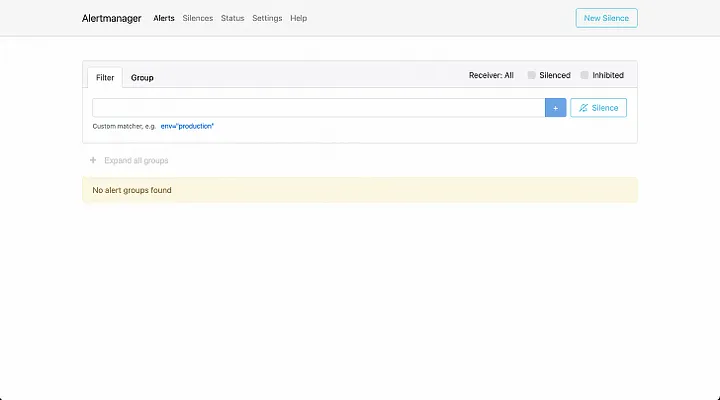 Alertmanager Alerts Silences Status Settings Help New Silence
Filter Group Receiver: All Silenced Inhibited
+ Silence
Custom matcher, e.g. env="production"
+ Expand all groups
No alert groups found